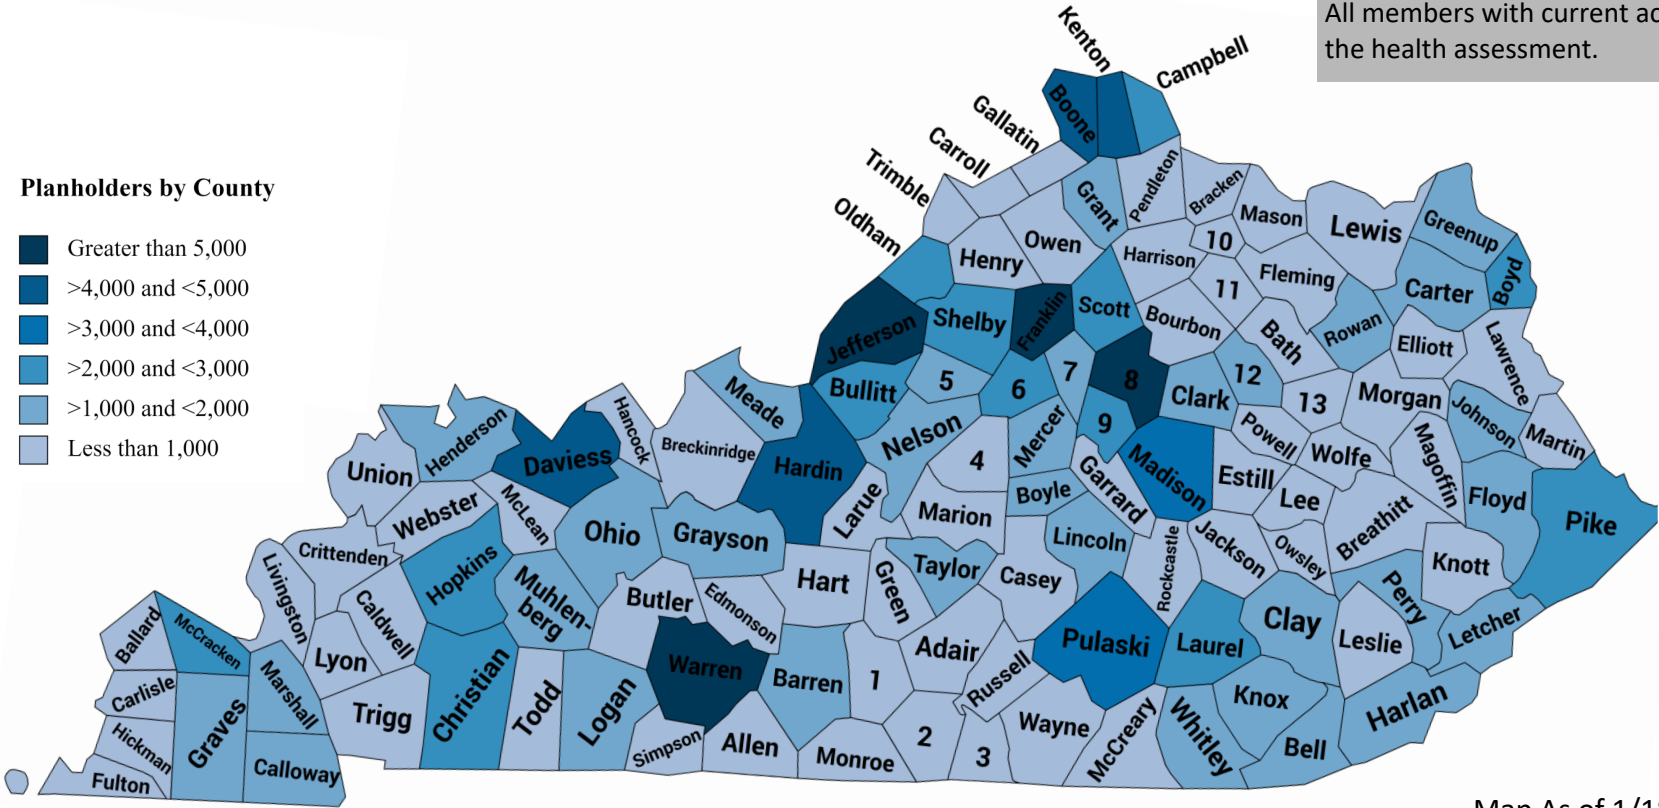 All members with current
the health assessment.
Planholders by County
Greater than 5,000
>4,000 and <5,000
>3,000 and <4,000
>2,000 and <3,000
>1,000 and <2,000
Less than 1,000
Kenton
Campbell
Boone
Gallatin
Carroll
Trimble
Oldham
Grant
Pendleton
Bracken
Mason
Lewis
Greenup
Boyd
Carter
Owen
Henry
Harrison
10
11
Fleming
Rowan
Elliott
Lawrence
Jefferson
Shelby
Franklin
Scott
Bourbon
Bath
Bullitt
5
6
7
8
9
Clark
12
13
Morgan
Johnson
Martin
Meade
Nelson
Mercer
4
Powell
Wolfe
Magoffin
Hancock
Breckinridge
Hardin
Henderson
Daviess
Union
Webster
McLean
Ohio
Grayson
Larue
Marion
Boyle
Garrard
Madison
Estill
Lee
Breathitt
Floyd
Pike
Crittenden
Livingston
Hopkins
Caldwell
Muhlen-
berg
Butler
Edmonson
Hart
Green
Taylor
Casey
Lincoln
Rockcastle
Jackson
Owsley
Knott
Perry
Letcher
Ballard
McCracken
Carlisle
Hickman
Fulton
Graves
Marshall
Calloway
Lyon
Trigg
Christian
Todd
Logan
Warren
Simpson
Allen
Barren
Monroe
1
2
3
Adair
Russell
Wayne
McCreary
Pulaski
Laurel
Clay
Leslie
Knox
Whitley
Bell
Harlan
Map As of